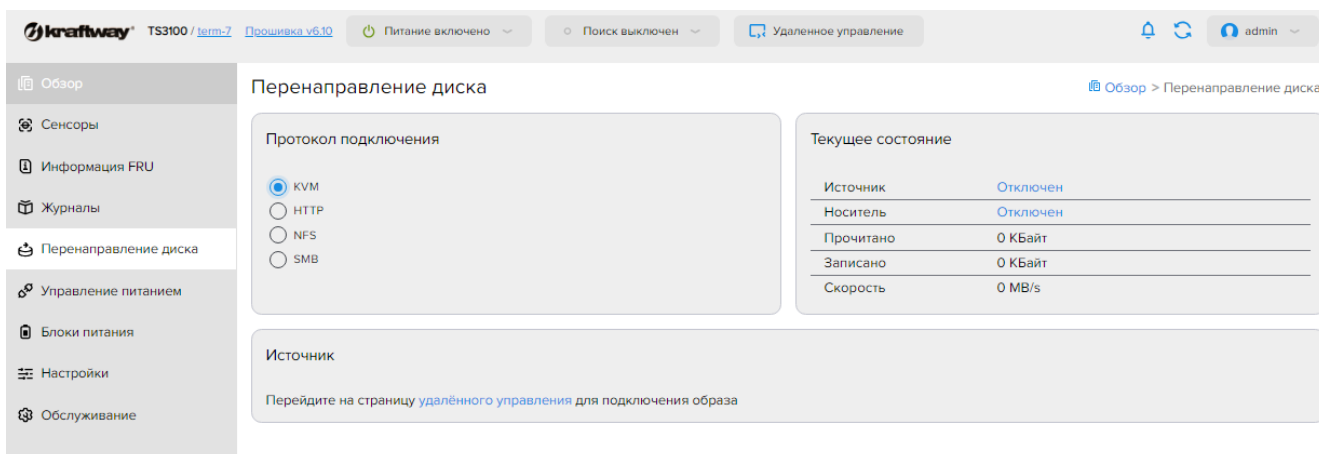 kraftway TS3100 / term-7 Прошивка v6.10 Питание включено Поиск выключен Удаленное управление admin
Обзор
Сенсоры
Информация FRU
Журналы
Перенаправление диска
Управление питанием
Блоки питания
Настройки
Обслуживание
Перенаправление диска
Обзор > Перенаправление диска
Протокол подключения
KVM
HTTP
NFS
SMB
Текущее состояние
Источник Отключен
Носитель Отключен
Прочитано 0 КБайт
Записано 0 КБайт
Скорость 0 MB/s
Источник
Перейдите на страницу удалённого управления для подключения образа